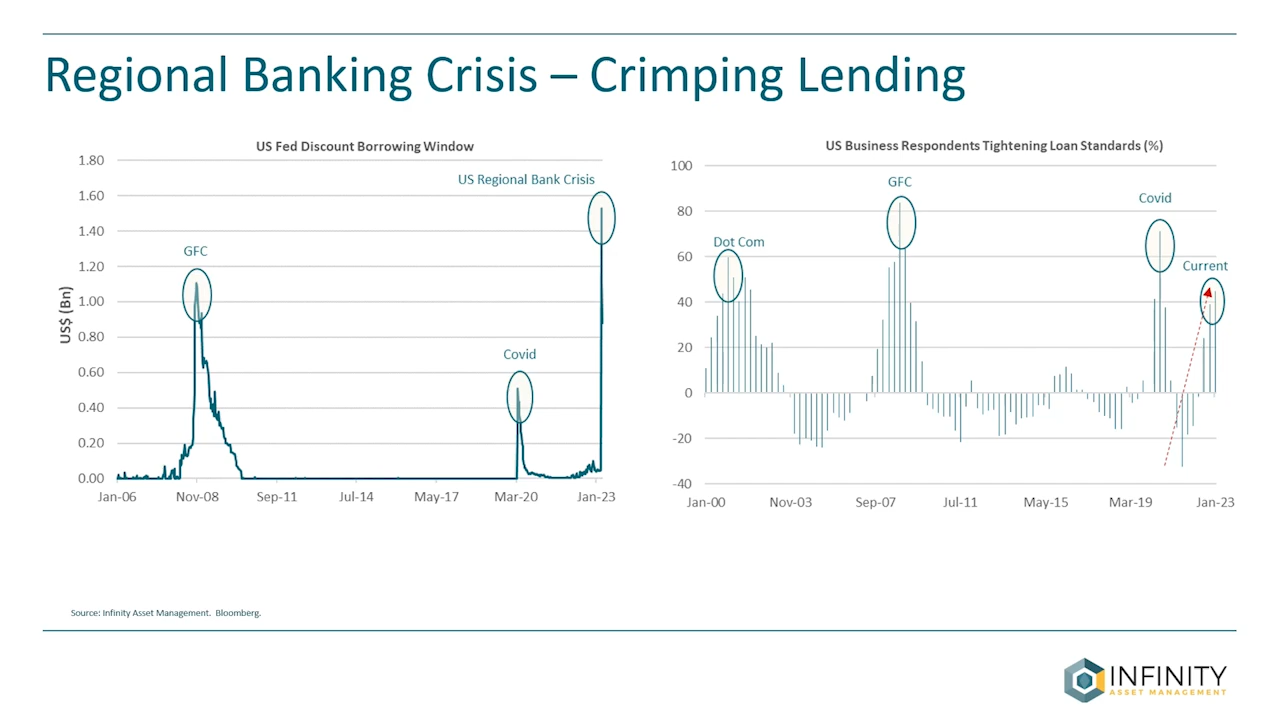 Regional Banking Crisis – Crimping Lending
US Fed Discount Borrowing Window
1.80
1.60
1.40
1.20
1.00
0.80
0.60
0.40
0.20
0.00
US$ (Bn)
GFC
Covid
US Regional Bank Crisis
Jan-06 Nov-08 Sep-11 Jul-14 May-17 Mar-20 Jan-23
US Business Respondents Tightening Loan Standards (%)
100
80
60
40
20
0
-20
-40
Dot Com
GFC
Covid
Current
Jan-00 Nov-03 Sep-07 Jul-11 May-15 Mar-19 Jan-23
Source: Infinity Asset Management. Bloomberg.
INFINITY
ASSET MANAGEMENT